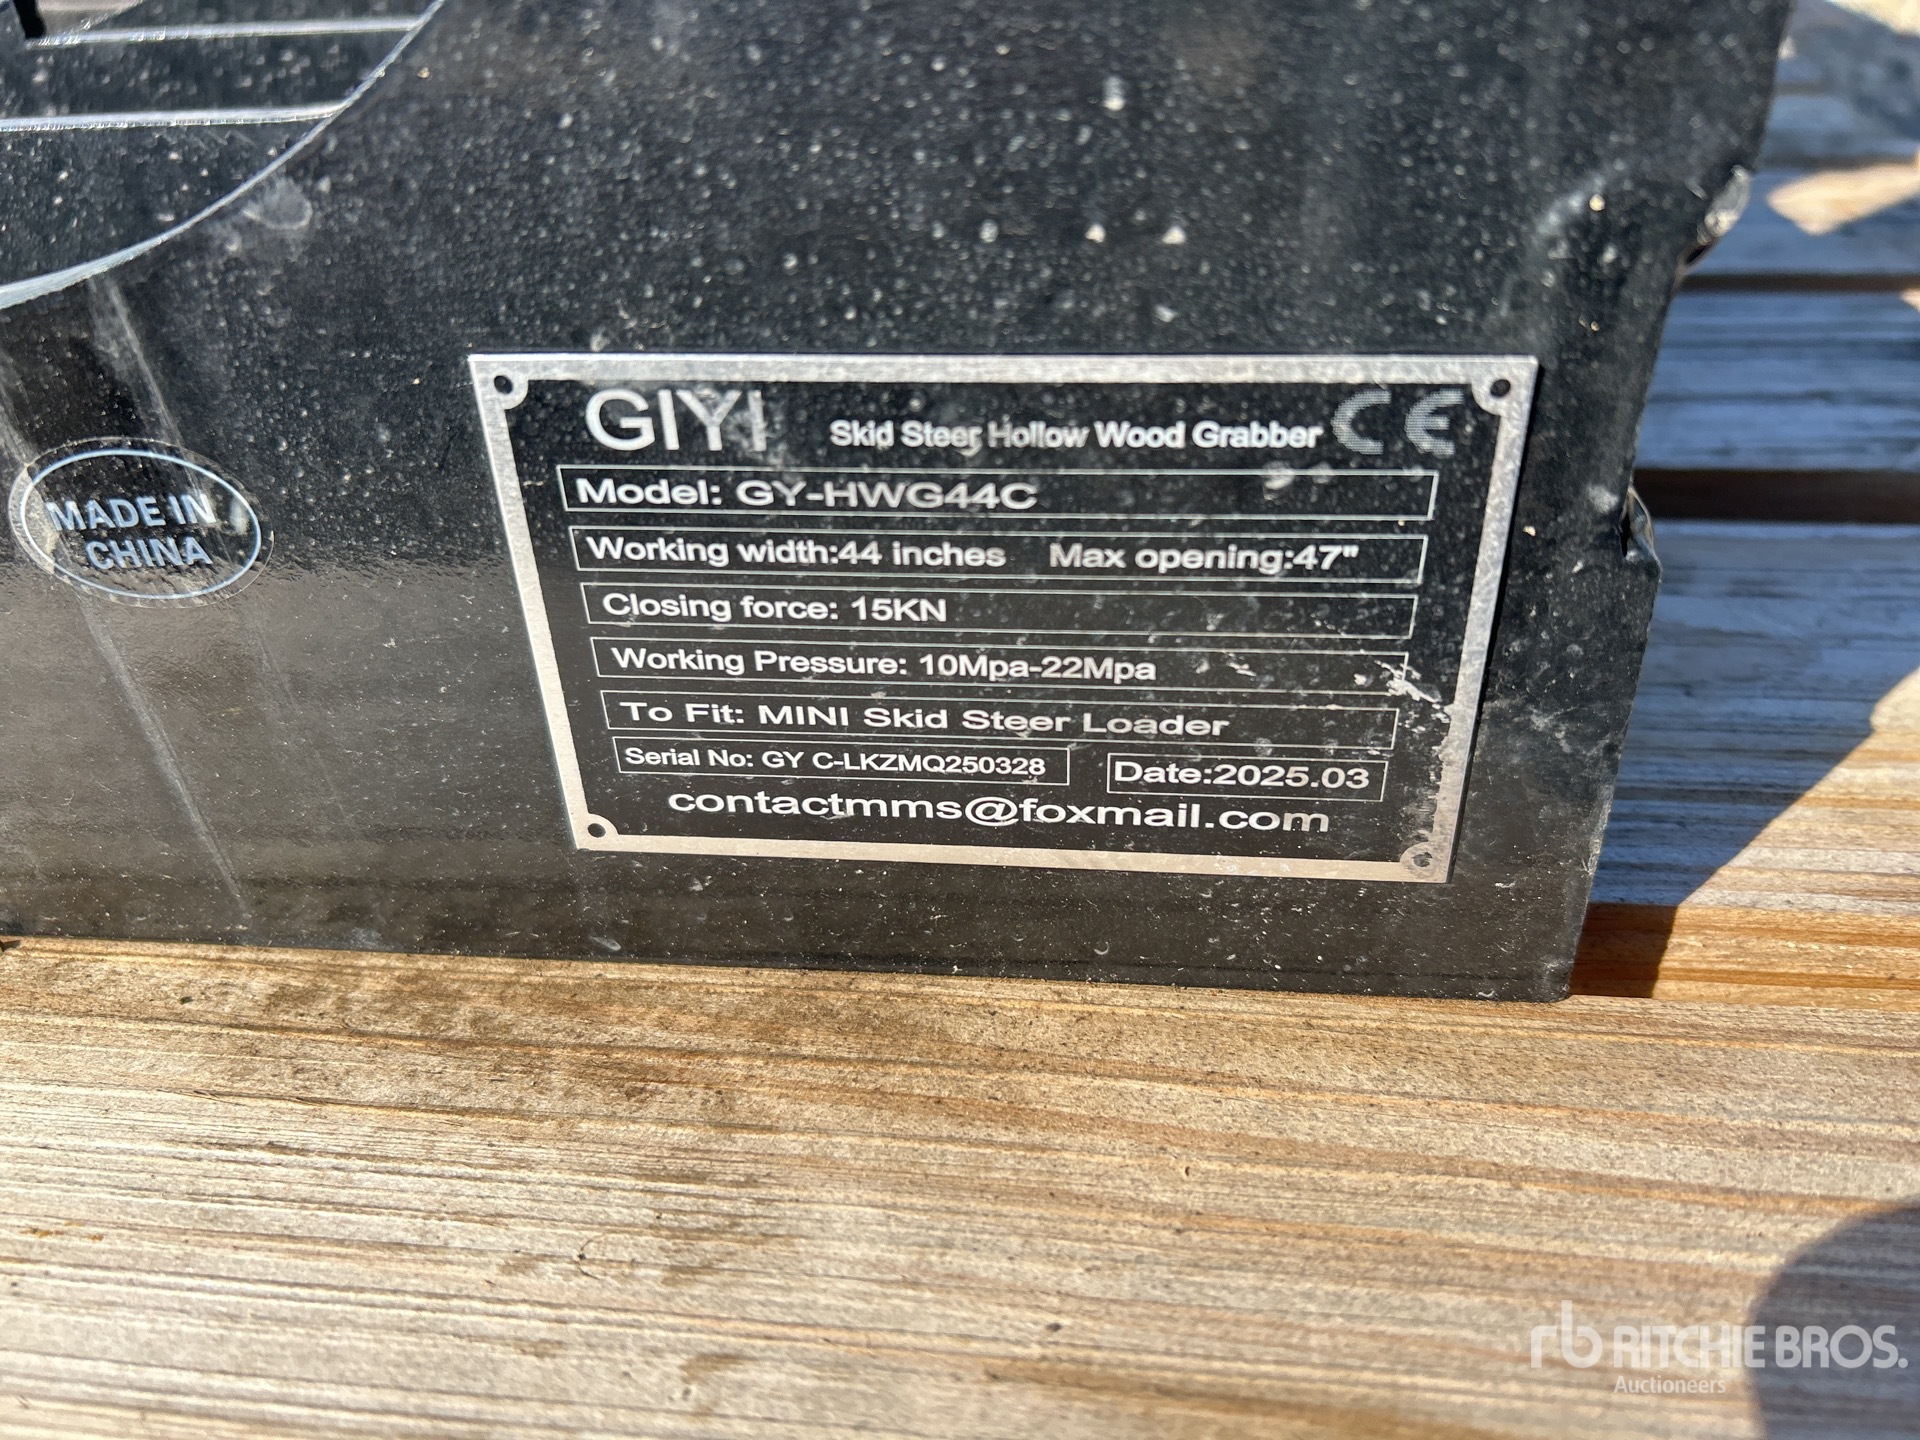 GIYI Skid Steer Hollow Wood Grabber CE
Model: GY-HWG44C
Working width:44 inches Max opening:47"
Closing force: 15KN
Working Pressure: 10Mpa-22Mpa
To Fit: MINI Skid Steer Loader
Serial No: GY C-LKZMQ250328 Date:2025.03
contactmms@foxmail.com
MADE IN
CHINA
rb RITCHIE BROS.
Auctioneers